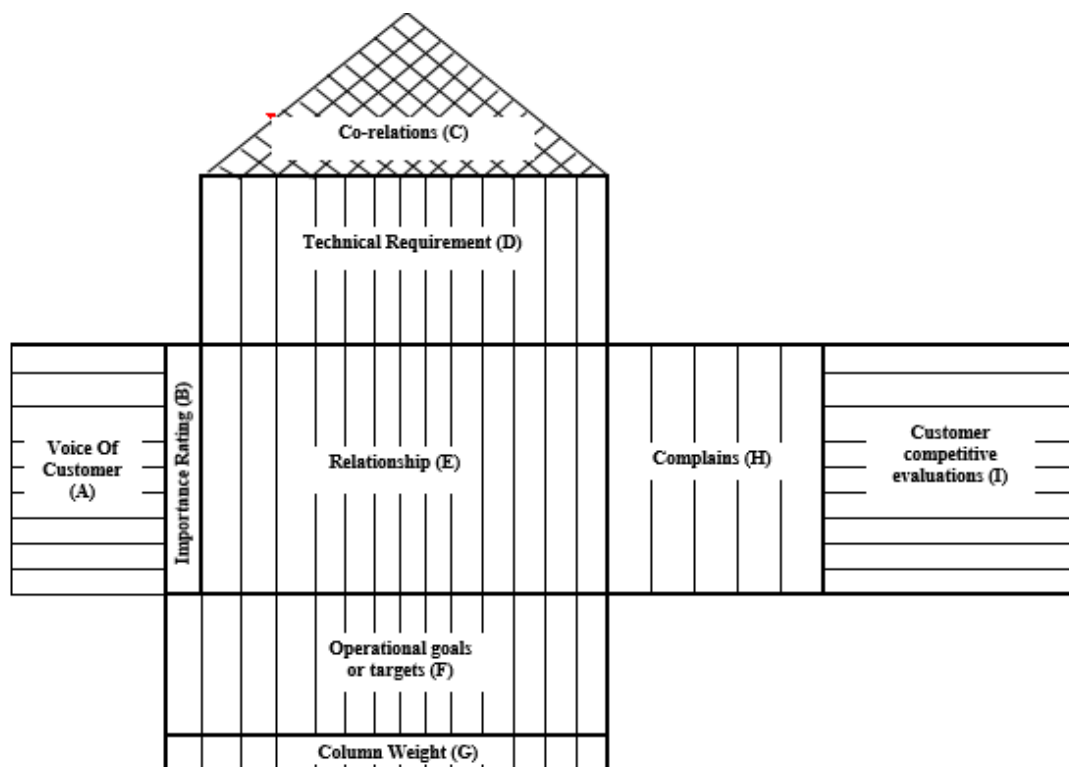 Co-relations (C)
Technical Requirement (D)
Voice Of
Customer
(A)
Importance Rating (B)
Relationship (E)
Complains (H)
Customer
competitive
evaluations (I)
Operational goals
or targets (F)
Column Weight (G)